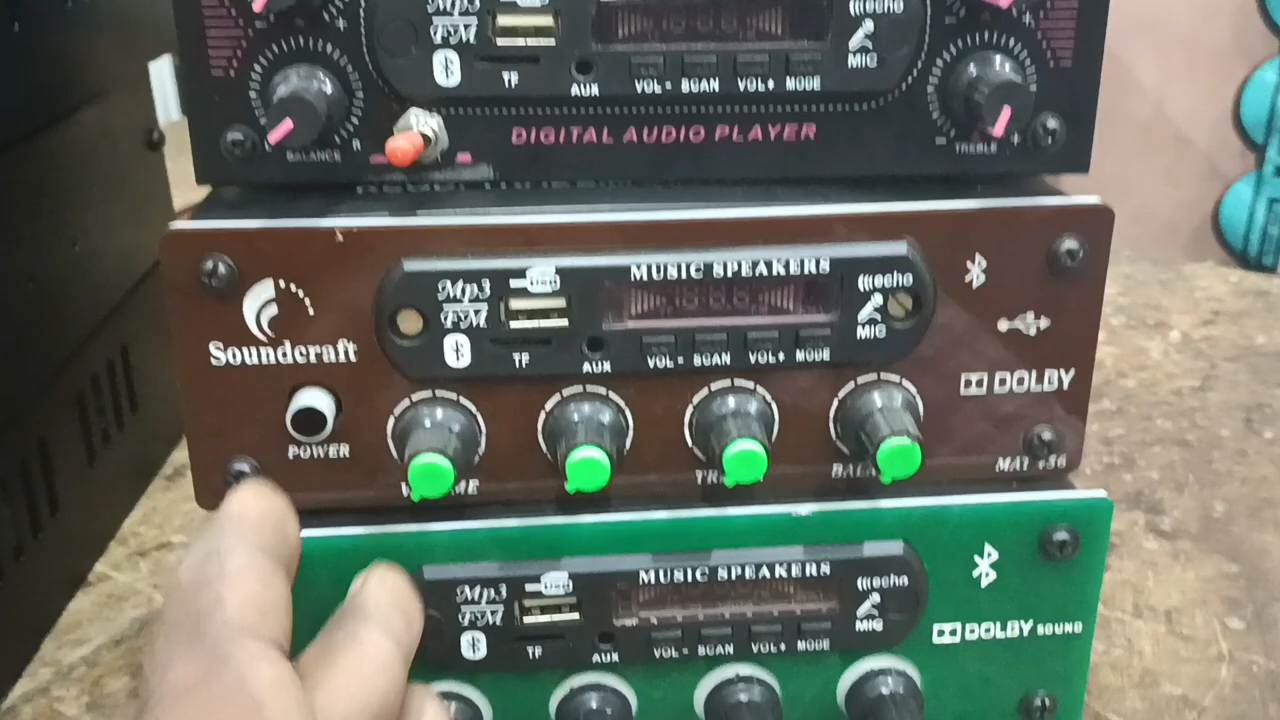 Mp3
FM
(((echo
MIC
TF
AUX
VOL-
SCAN
VOL+
MODE
DIGITAL AUDIO PLAYER
BALANCE
L
R
- TREBLE +
MUSIC SPEAKERS
Mp3
USB
FM
(((echo
MIC
TF
AUX
VOL-
SCAN
VOL+
MODE
Soundcraft
DOLBY
POWER
MUSIC SPEAKERS
Mp3
USB
FM
(((echo
MIC
TF
AUX
VOL-
SCAN
VOL+
MODE
DOLBY SOUND